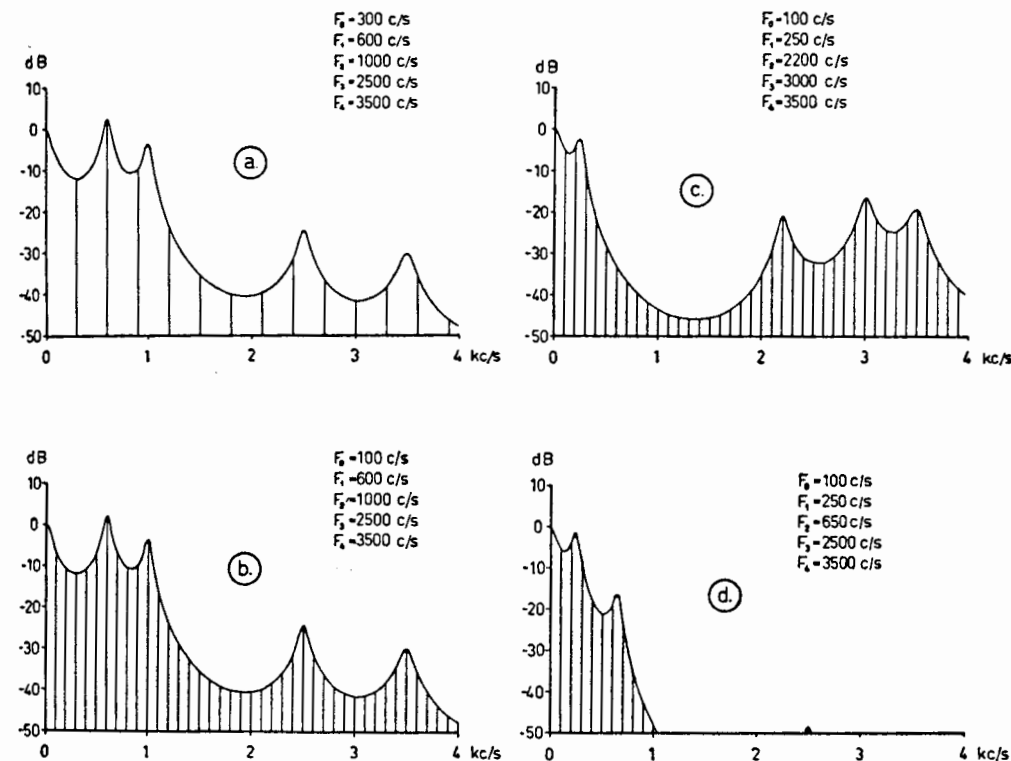 F₀=300 c/s
F₁=600 c/s
F₂=1000 c/s
F₃=2500 c/s
F₄=3500 c/s
dB
10
0
-10
-20
-30
-40
-50
a.
0 1 2 3 4 kc/s
F₀=100 c/s
F₁=250 c/s
F₂=2200 c/s
F₃=3000 c/s
F₄=3500 c/s
dB
10
0
-10
-20
-30
-40
-50
c.
0 1 2 3 4 kc/s
F₀=100 c/s
F₁=600 c/s
F₂=1000 c/s
F₃=2500 c/s
F₄=3500 c/s
dB
10
0
-10
-20
-30
-40
-50
b.
0 1 2 3 4 kc/s
F₀=100 c/s
F₁=250 c/s
F₂=650 c/s
F₃=2500 c/s
F₄=3500 c/s
dB
10
0
-10
-20
-30
-40
-50
d.
0 1 2 3 4 kc/s